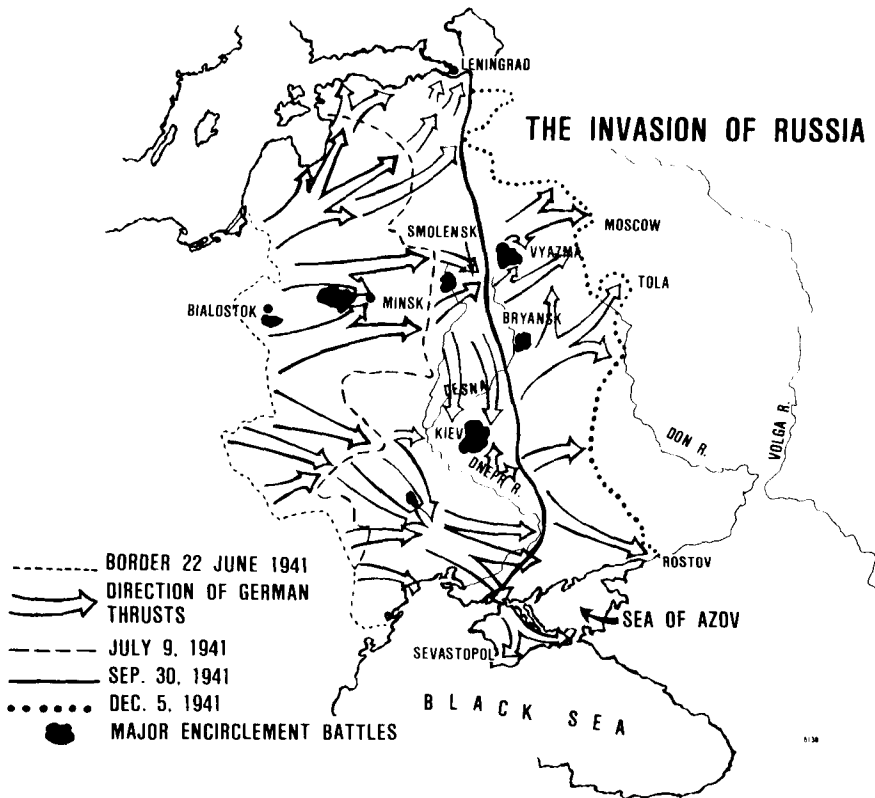 LENINGRAD
THE INVASION OF RUSSIA
SMOLENSK
MOSCOW
VYAZMA
TOLA
BIALOSTOK
MINSK
BRYANSK
DESNA
KIEV
DNEPR R.
DON R.
VOLGA R.
ROSTOV
SEA OF AZOV
SEVASTOPOL
BLACK SEA
BORDER 22 JUNE 1941
DIRECTION OF GERMAN
THRUSTS
JULY 9, 1941
SEP. 30, 1941
DEC. 5, 1941
MAJOR ENCIRCLEMENT BATTLES